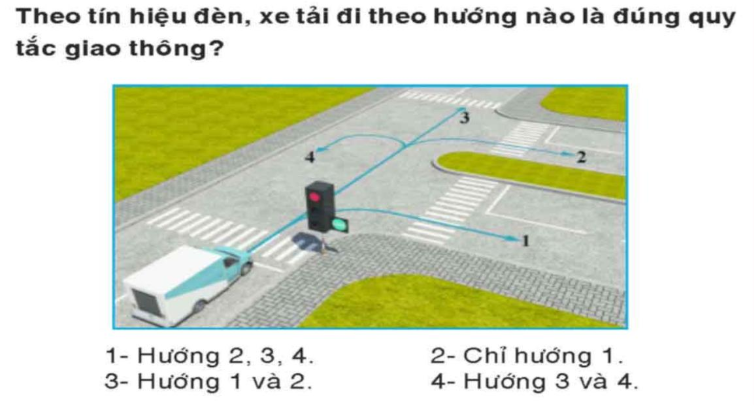 Theo tín hiệu đèn, xe tải đi theo hướng nào là đúng quy
tắc giao thông?
3
4
2
1
1- Hướng 2, 3, 4.
2- Chỉ hướng 1.
3- Hướng 1 và 2.
4- Hướng 3 và 4.